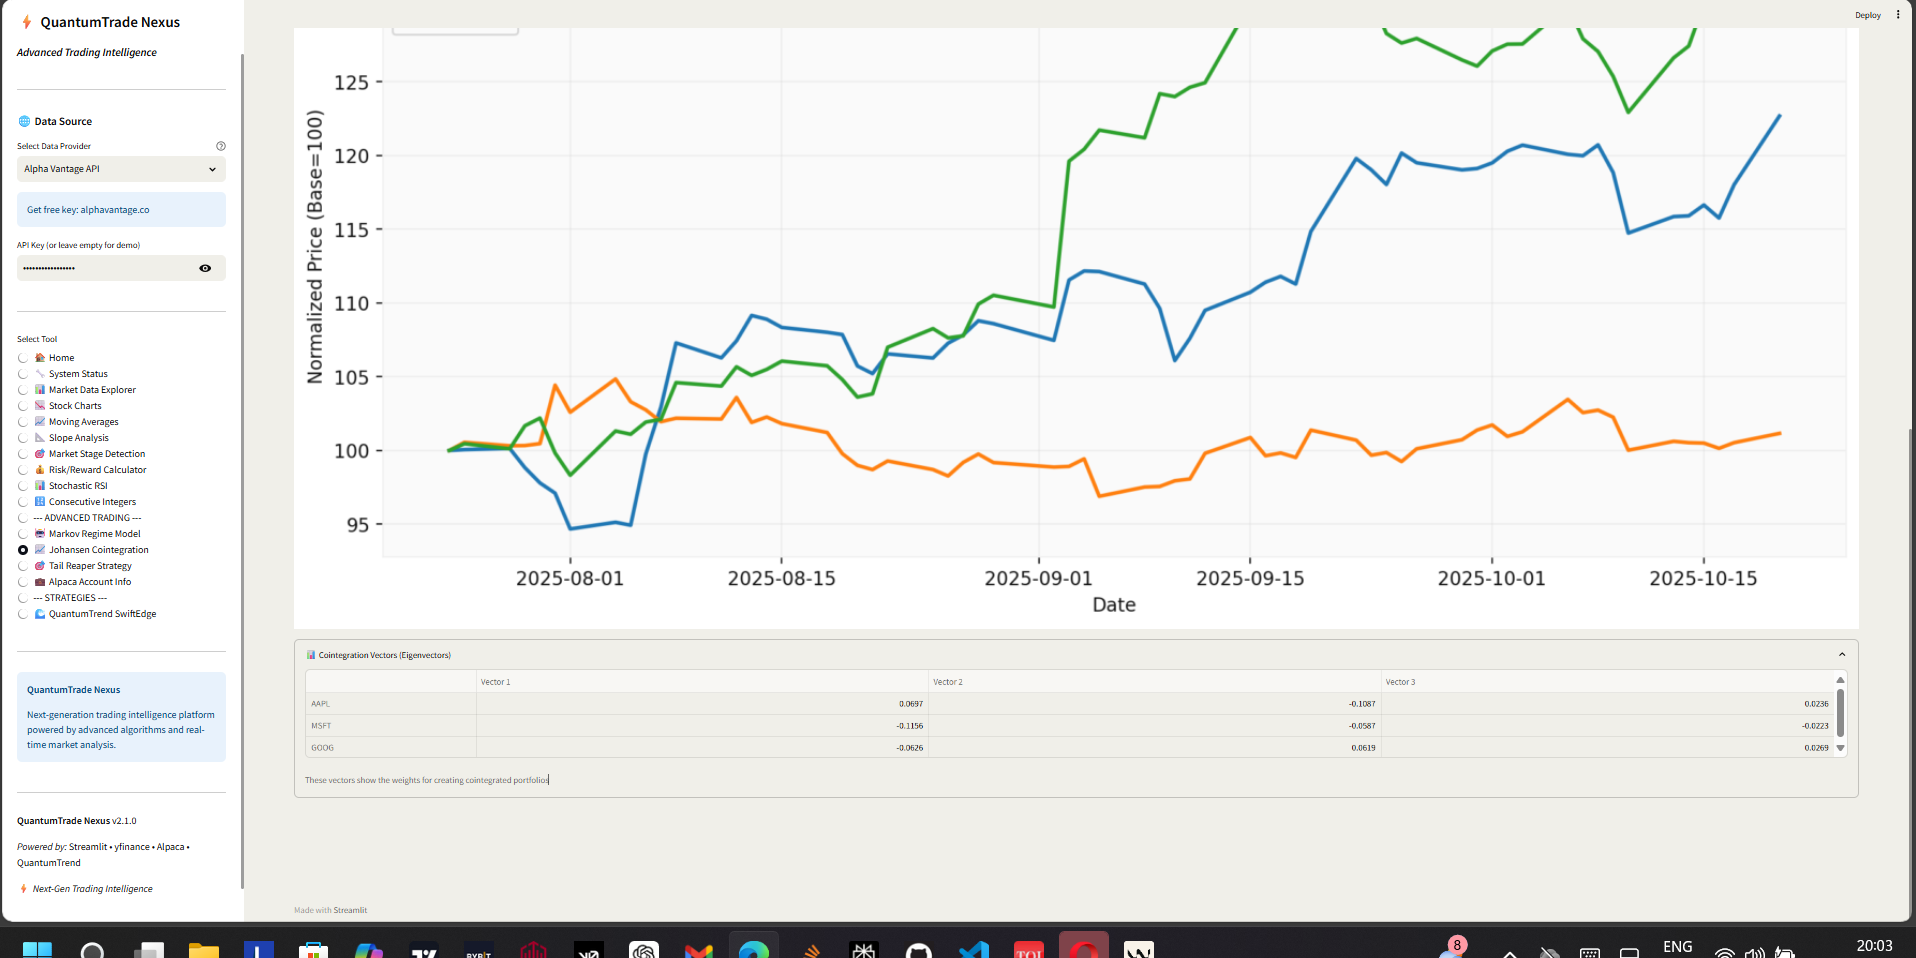 QuantumTrade Nexus
Advanced Trading Intelligence
Data Source
Select Data Provider
Alpha Vantage API
Get free key: alphavantage.co
API Key (or leave empty for demo)
••••••••••••••••
Select Tool
Home
System Status
Market Data Explorer
Stock Charts
Moving Averages
Slope Analysis
Market Stage Detection
Risk/Reward Calculator
Stochastic RSI
Consecutive Integers
--- ADVANCED TRADING ---
Markov Regime Model
Johansen Cointegration
Tail Reaper Strategy
Alpaca Account Info
--- STRATEGIES ---
QuantumTrend SwiftEdge
QuantumTrade Nexus
Next-generation trading intelligence platform
powered by advanced algorithms and real-
time market analysis.
QuantumTrade Nexus v2.1.0
Powered by: Streamlit • yfinance • Alpaca •
QuantumTrend
Next-Gen Trading Intelligence
Deploy
Normalized Price (Base=100)
125
120
115
110
105
100
95
2025-08-01 2025-08-15 2025-09-01 2025-09-15 2025-10-01 2025-10-15
Date
Cointegration Vectors (Eigenvectors)
Vector 1 Vector 2 Vector 3
AAPL 0.0697 -0.1087 0.0236
MSFT -0.1156 -0.0587 -0.0223
GOOG -0.0626 0.0619 0.0269
These vectors show the weights for creating cointegrated portfolios
Made with Streamlit
BYBIT
TOI
8
ENG
20:03